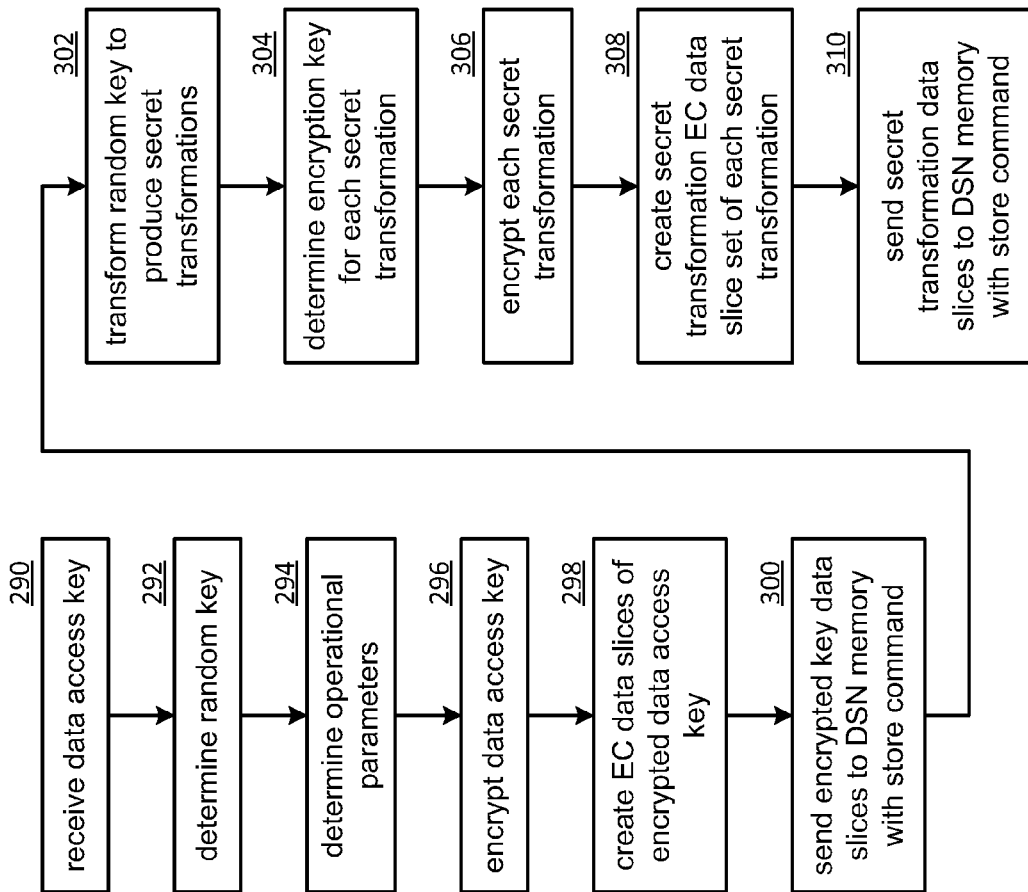 290
receive data access key
292
determine random key
294
determine operational
parameters
296
encrypt data access key
298
create EC data slices of
encrypted data access
key
300
send encrypted key data
slices to DSN memory
with store command
302
transform random key to
produce secret
transformations
304
determine encryption key
for each secret
transformation
306
encrypt each secret
transformation
308
create secret
transformation EC data
slice set of each secret
transformation
310
send secret
transformation data
slices to DSN memory
with store command